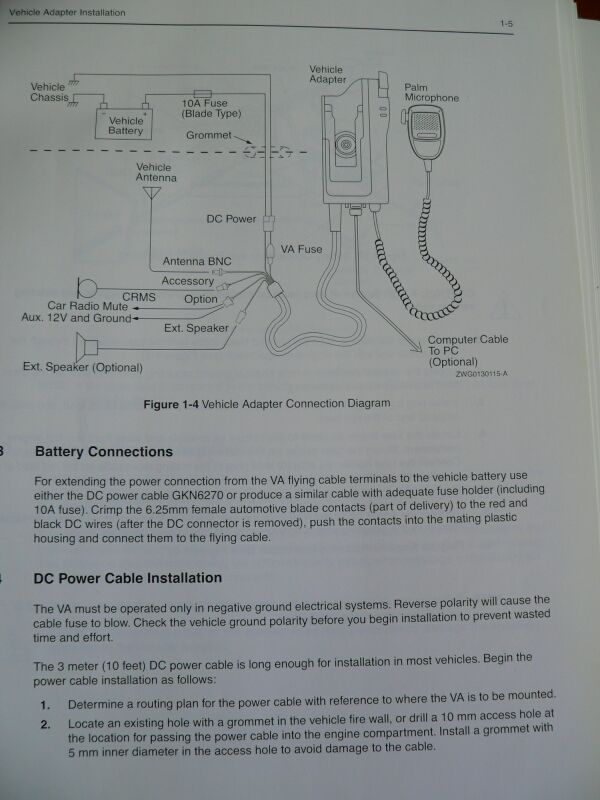 Vehicle Adapter Installation
1-5
Vehicle
Chassis
10A Fuse
(Blade Type)
Vehicle
Battery
Grommet
Vehicle
Adapter
Palm
Microphone
Vehicle
Antenna
DC Power
VA Fuse
Antenna BNC
Accessory
CRMS
Option
Car Radio Mute
Aux. 12V and Ground
Ext. Speaker
Ext. Speaker (Optional)
Computer Cable
To PC
(Optional)
ZWG0130115-A
Figure 1-4 Vehicle Adapter Connection Diagram
Battery Connections
For extending the power connection from the VA flying cable terminals to the vehicle battery use
either the DC power cable GKN6270 or produce a similar cable with adequate fuse holder (including
10A fuse). Crimp the 6.25mm female automotive blade contacts (part of delivery) to the red and
black DC wires (after the DC connector is removed), push the contacts into the mating plastic
housing and connect them to the flying cable.
DC Power Cable Installation
The VA must be operated only in negative ground electrical systems. Reverse polarity will cause the
cable fuse to blow. Check the vehicle ground polarity before you begin installation to prevent wasted
time and effort.
The 3 meter (10 feet) DC power cable is long enough for installation in most vehicles. Begin the
power cable installation as follows:
1. Determine a routing plan for the power cable with reference to where the VA is to be mounted.
2. Locate an existing hole with a grommet in the vehicle fire wall, or drill a 10 mm access hole at
the location for passing the power cable into the engine compartment. Install a grommet with
5 mm inner diameter in the access hole to avoid damage to the cable.